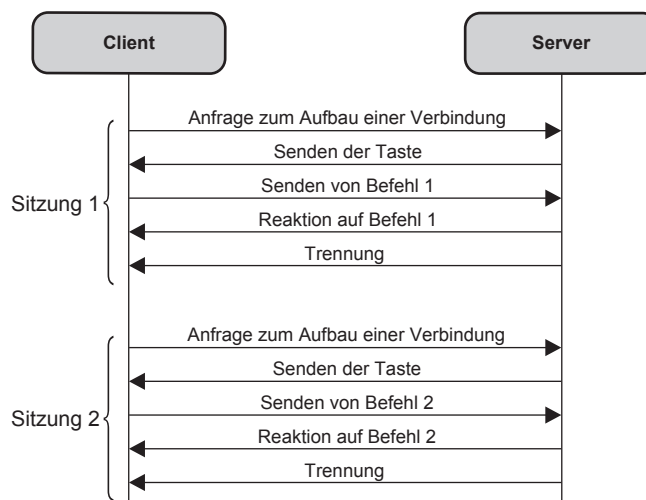 Client
Server
Anfrage zum Aufbau einer Verbindung
Senden der Taste
Sitzung 1
Senden von Befehl 1
Reaktion auf Befehl 1
Trennung
Anfrage zum Aufbau einer Verbindung
Senden der Taste
Sitzung 2
Senden von Befehl 2
Reaktion auf Befehl 2
Trennung